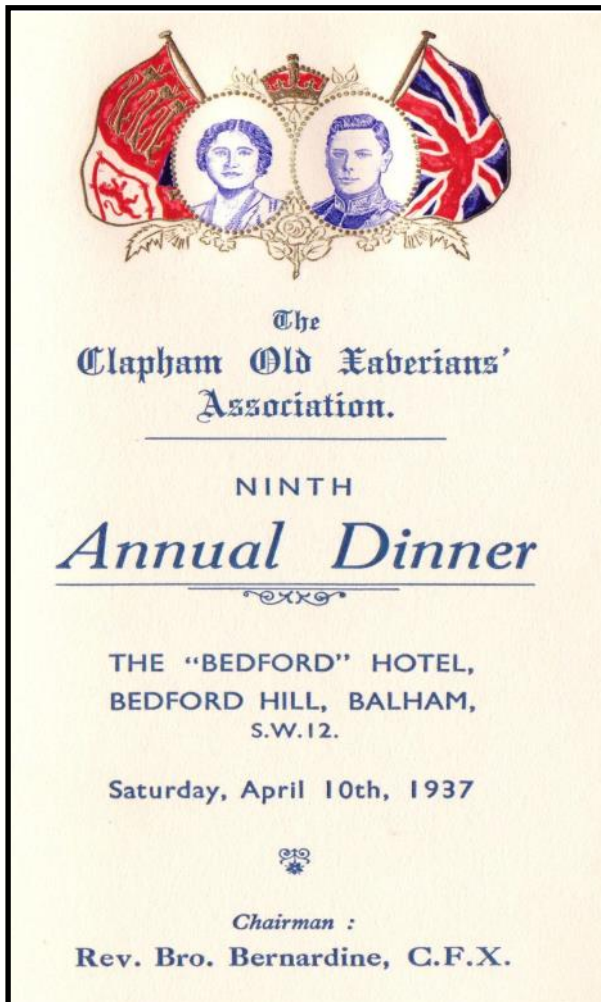 The
Clapham Old Xaverians'
Association.
NINTH
Annual Dinner
THE "BEDFORD" HOTEL,
BEDFORD HILL, BALHAM,
S.W.12.
Saturday, April 10th, 1937
Chairman :
Rev. Bro. Bernardine, C.F.X.